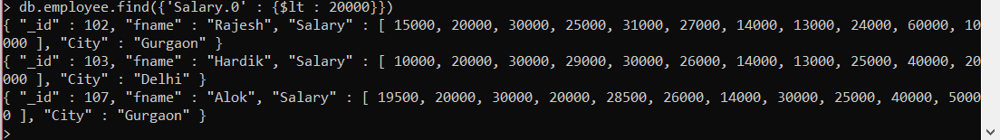 > db.employee.find({'Salary.0' : {$lt : 20000}})
{ "_id" : 102, "fname" : "Rajesh", "Salary" : [ 15000, 20000, 30000, 25000, 31000, 27000, 14000, 13000, 24000, 60000, 10
000 ], "City" : "Gurgaon" }
{ "_id" : 103, "fname" : "Hardik", "Salary" : [ 10000, 20000, 30000, 29000, 30000, 26000, 14000, 13000, 25000, 40000, 20
000 ], "City" : "Delhi" }
{ "_id" : 107, "fname" : "Alok", "Salary" : [ 19500, 20000, 30000, 20000, 28500, 26000, 14000, 30000, 25000, 40000, 5000
0 ], "City" : "Gurgaon" }
>